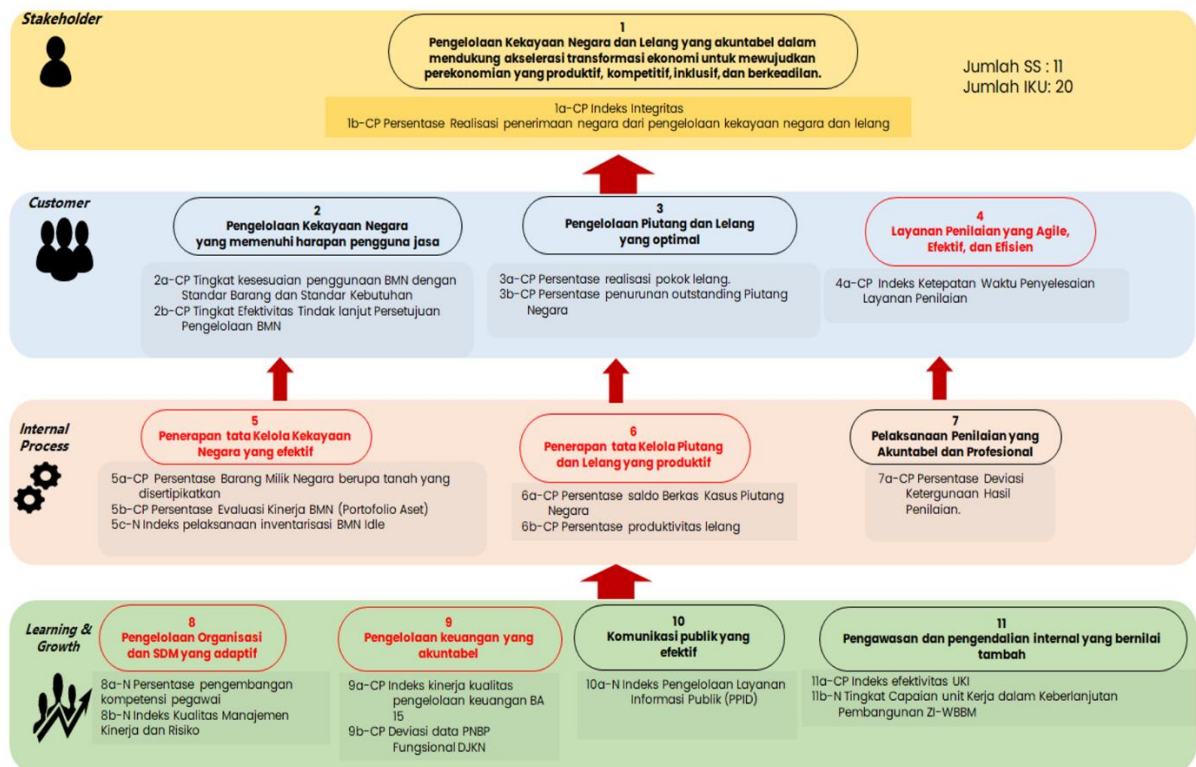 Stakeholder
1
Pengelolaan Kekayaan Negara dan Lelang yang akuntabel dalam
mendukung akselerasi transformasi ekonomi untuk mewujudkan
perekonomian yang produktif, kompetitif, inklusif, dan berkeadilan.
Jumlah SS : 11
Jumlah IKU: 20
1a-CP Indeks Integritas
1b-CP Persentase Realisasi penerimaan negara dari pengelolaan kekayaan negara dan lelang
Customer
2
Pengelolaan Kekayaan Negara
yang memenuhi harapan pengguna jasa
2a-CP Tingkat kesesuaian penggunaan BMN dengan
Standar Barang dan Standar Kebutuhan
2b-CP Tingkat Efektivitas Tindak lanjut Persetujuan
Pengelolaan BMN
3
Pengelolaan Piutang dan Lelang
yang optimal
3a-CP Persentase realisasi pokok lelang.
3b-CP Persentase penurunan outstanding Piutang
Negara
4
Layanan Penilaian yang Agile,
Efektif, dan Efisien
4a-CP Indeks Ketepatan Waktu Penyelesaian
Layanan Penilaian
Internal
Process
5
Penerapan tata Kelola Kekayaan
Negara yang efektif
5a-CP Persentase Barang Milik Negara berupa tanah yang
disertipikatkan
5b-CP Persentase Evaluasi Kinerja BMN (Portofolio Aset)
5c-N Indeks pelaksanaan inventarisasi BMN Idle
6
Penerapan tata Kelola Piutang
dan Lelang yang produktif
6a-CP Persentase saldo Berkas Kasus Piutang
Negara
6b-CP Persentase produktivitas lelang
7
Pelaksanaan Penilaian yang
Akuntabel dan Profesional
7a-CP Persentase Deviasi
Ketergunaan Hasil
Penilaian.
Learning &
Growth
8
Pengelolaan Organisasi
dan SDM yang adaptif
8a-N Persentase pengembangan
kompetensi pegawai
8b-N Indeks Kualitas Manajemen
Kinerja dan Risiko
9
Pengelolaan keuangan yang
akuntabel
9a-CP Indeks kinerja kualitas
pengelolaan keuangan BA
15
9b-CP Deviasi data PNBP
Fungsional DJKN
10
Komunikasi publik yang
efektif
10a-N Indeks Pengelolaan Layanan
Informasi Publik (PPID)
11
Pengawasan dan pengendalian internal yang bernilai
tambah
11a-CP Indeks efektivitas UKI
11b-N Tingkat Capaian unit Kerja dalam Keberlanjutan
Pembangunan ZI-WBBM